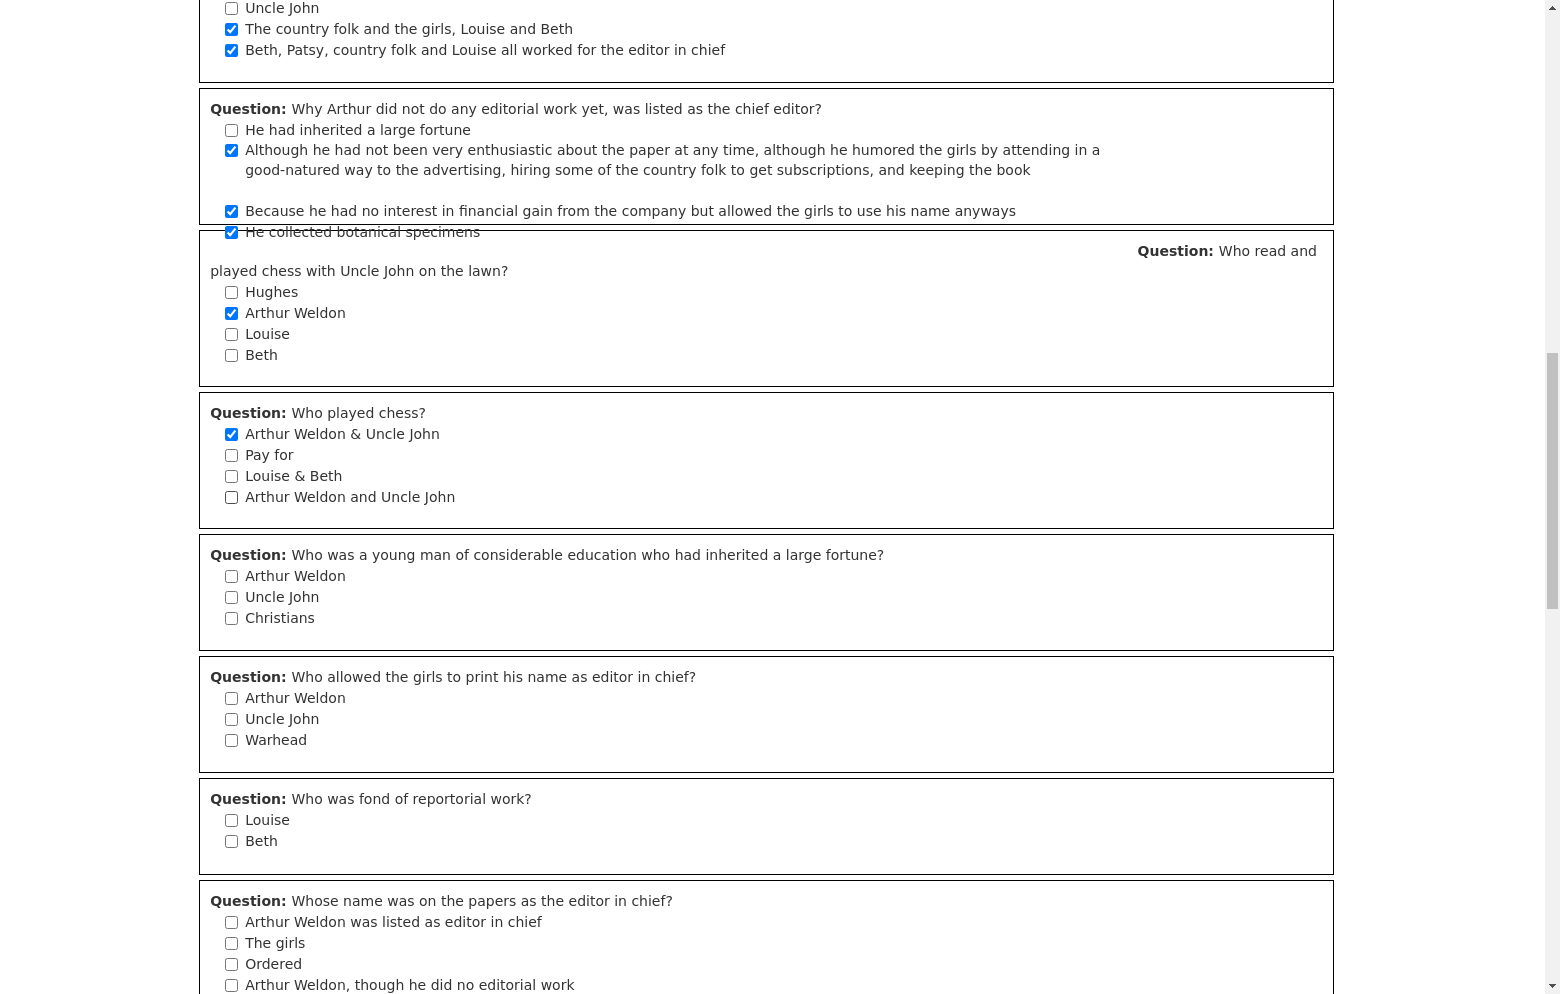 Uncle John
The country folk and the girls, Louise and Beth
Beth, Patsy, country folk and Louise all worked for the editor in chief
Question: Why Arthur did not do any editorial work yet, was listed as the chief editor?
He had inherited a large fortune
Although he had not been very enthusiastic about the paper at any time, although he humored the girls by attending in a
good-natured way to the advertising, hiring some of the country folk to get subscriptions, and keeping the book
Because he had no interest in financial gain from the company but allowed the girls to use his name anyways
He collected botanical specimens
Question: Who read and
played chess with Uncle John on the lawn?
Hughes
Arthur Weldon
Louise
Beth
Question: Who played chess?
Arthur Weldon & Uncle John
Pay for
Louise & Beth
Arthur Weldon and Uncle John
Question: Who was a young man of considerable education who had inherited a large fortune?
Arthur Weldon
Uncle John
Christians
Question: Who allowed the girls to print his name as editor in chief?
Arthur Weldon
Uncle John
Warhead
Question: Who was fond of reportorial work?
Louise
Beth
Question: Whose name was on the papers as the editor in chief?
Arthur Weldon was listed as editor in chief
The girls
Ordered
Arthur Weldon, though he did no editorial work